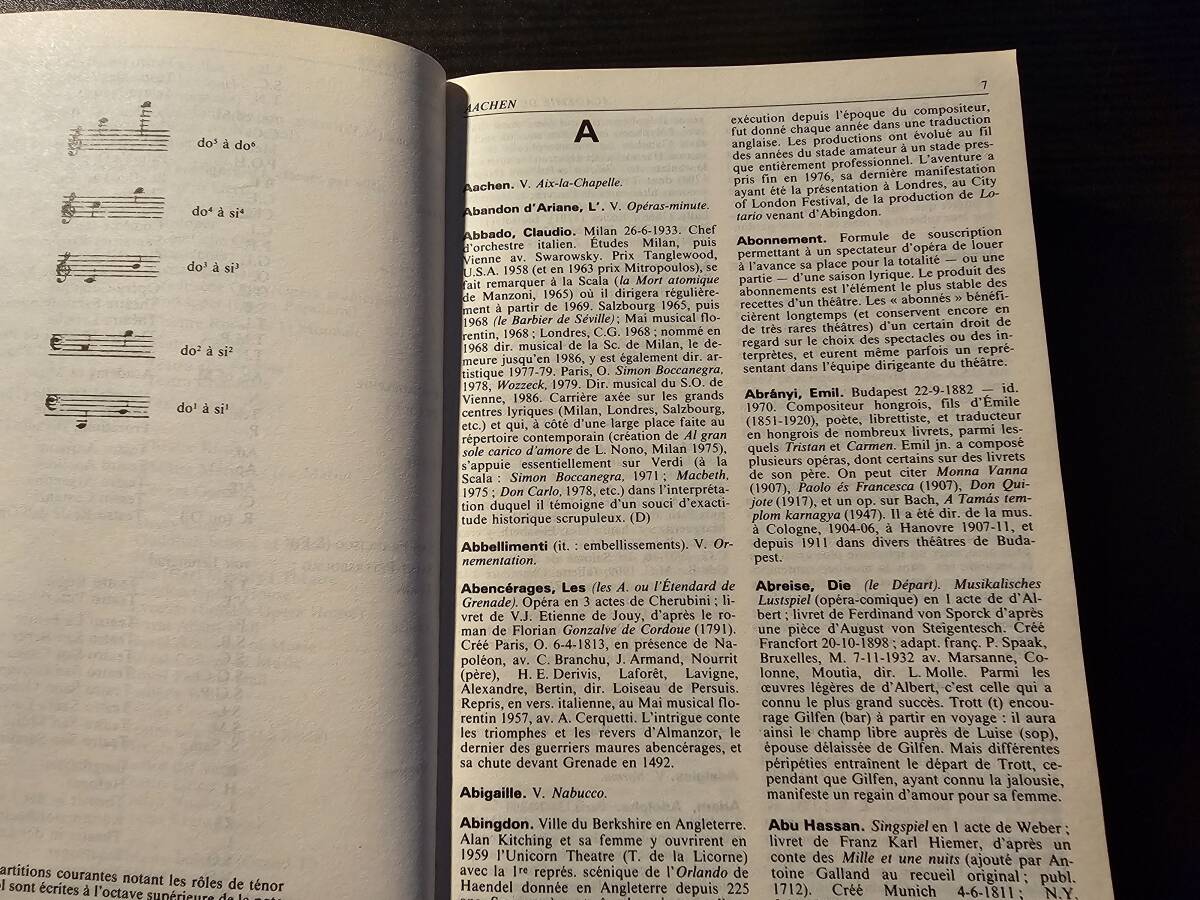 do⁵ à do⁶
do⁴ à si⁴
do³ à si³
do² à si²
do¹ à si¹
artitions courantes notant les rôles de ténor
l sont écrites à l'octave supérieure de la
AACHEN
7
A
Aachen. V. Aix-la-Chapelle.
Abandon d'Ariane, L'. V. Opéras-minute.
Abbado, Claudio. Milan 26-6-1933. Chef
d'orchestre italien. Études Milan, puis
Vienne av. Swarowsky. Prix Tanglewood,
U.S.A. 1958 (et en 1963 prix Mitropoulos), se
fait remarquer à la Scala (la Mort atomique
de Manzoni, 1965) où il dirigera régulière-
ment à partir de 1969. Salzbourg 1965, puis
1968 (le Barbier de Séville) ; Mai musical flo-
rentin, 1968 ; Londres, C.G. 1968 ; nommé en
1968 dir. musical de la Sc. de Milan, le de-
meure jusqu'en 1986, y est également dir. ar-
tistique 1977-79. Paris, O. Simon Boccanegra,
1978, Wozzeck, 1979. Dir. musical du S.O. de
Vienne, 1986. Carrière axée sur les grands
centres lyriques (Milan, Londres, Salzbourg,
etc.) et qui, à côté d'une large place faite au
répertoire contemporain (création de Al gran
sole carico d'amore de L. Nono, Milan 1975),
s'appuie essentiellement sur Verdi (à la
Scala : Simon Boccanegra, 1971 ; Macbeth,
1975 ; Don Carlo, 1978, etc.) dans l'interpréta-
tion duquel il témoigne d'un souci d'exacti-
tude historique scrupuleux. (D)
Abbellimenti (it. : embellissements). V. Or-
nementation.
Abencérages, Les (les A. ou l'Étendard de
Grenade). Opéra en 3 actes de Cherubini ; li-
vret de V.J. Etienne de Jouy, d'après le ro-
man de Florian Gonzalve de Cordoue (1791).
Créé Paris, O. 6-4-1813, en présence de Na-
poléon, av. C. Branchu, J. Armand, Nourrit
(père), H. E. Derivis, Laforêt, Lavigne,
Alexandre, Bertin, dir. Loiseau de Persuis.
Repris, en vers. italienne, au Mai musical flo-
rentin 1957, av. A. Cerquetti. L'intrigue conte
les triomphes et les revers d'Almanzor, le
dernier des guerriers maures abencérages, et
sa chute devant Grenade en 1492.
Abigaille. V. Nabucco.
Abingdon. Ville du Berkshire en Angleterre.
Alan Kitching et sa femme y ouvrirent en
1959 l'Unicorn Theatre (T. de la Licorne)
avec la 1re représ. scénique de l'Orlando de
Haendel donnée en Angleterre depuis 225
exécution depuis l'époque du compositeur,
fut donné chaque année dans une traduction
anglaise. Les productions ont évolué au fil
des années du stade amateur à un stade pres-
que entièrement professionnel. L'aventure a
pris fin en 1976, sa dernière manifestation
ayant été la présentation à Londres, au City
of London Festival, de la production de Lo-
tario venant d'Abingdon.
Abonnement. Formule de souscription
permettant à un spectateur d'opéra de louer
à l'avance sa place pour la totalité — ou une
partie — d'une saison lyrique. Le produit des
abonnements est l'élément le plus stable des
recettes d'un théâtre. Les « abonnés » bénéfi-
cièrent longtemps (et conservent encore en
de très rares théâtres) d'un certain droit de
regard sur le choix des spectacles ou des in-
terprètes, et eurent même parfois un repré-
sentant dans l'équipe dirigeante du théâtre.
Abrányi, Emil. Budapest 22-9-1882 — id.
1970. Compositeur hongrois, fils d'Émile
(1851-1920), poète, librettiste, et traducteur
en hongrois de nombreux livrets, parmi les-
quels Tristan et Carmen. Emil jn. a composé
plusieurs opéras, dont certains sur des livrets
de son père. On peut citer Monna Vanna
(1907), Paolo és Francesca (1907), Don Qui-
jote (1917), et un op. sur Bach, A Tamás tem-
plom karnagya (1947). Il a été dir. de la mus.
à Cologne, 1904-06, à Hanovre 1907-11, et
depuis 1911 dans divers théâtres de Buda-
pest.
Abreise, Die (le Départ). Musikalisches
Lustspiel (opéra-comique) en 1 acte de d'Al-
bert ; livret de Ferdinand von Sporck d'après
une pièce d'August von Steigentesch. Créé
Francfort 20-10-1898 ; adapt. franç. P. Spaak,
Bruxelles, M. 7-11-1932 av. Marsanne, Co-
lonne, Moutia, dir. L. Molle. Parmi les
œuvres légères de d'Albert, c'est celle qui a
connu le plus grand succès. Trott (t) encou-
rage Gilfen (bar) à partir en voyage : il aura
ainsi le champ libre auprès de Luise (sop),
épouse délaissée de Gilfen. Mais différentes
péripéties entraînent le départ de Trott, ce-
pendant que Gilfen, ayant connu la jalousie,
manifeste un regain d'amour pour sa femme.
Abu Hassan. Singspiel en 1 acte de Weber ;
livret de Franz Karl Hiemer, d'après un
conte des Mille et une nuits (ajouté par An-
toine Galland au recueil original ; publ.
1712). Créé Munich 4-6-1811 ; N.Y.